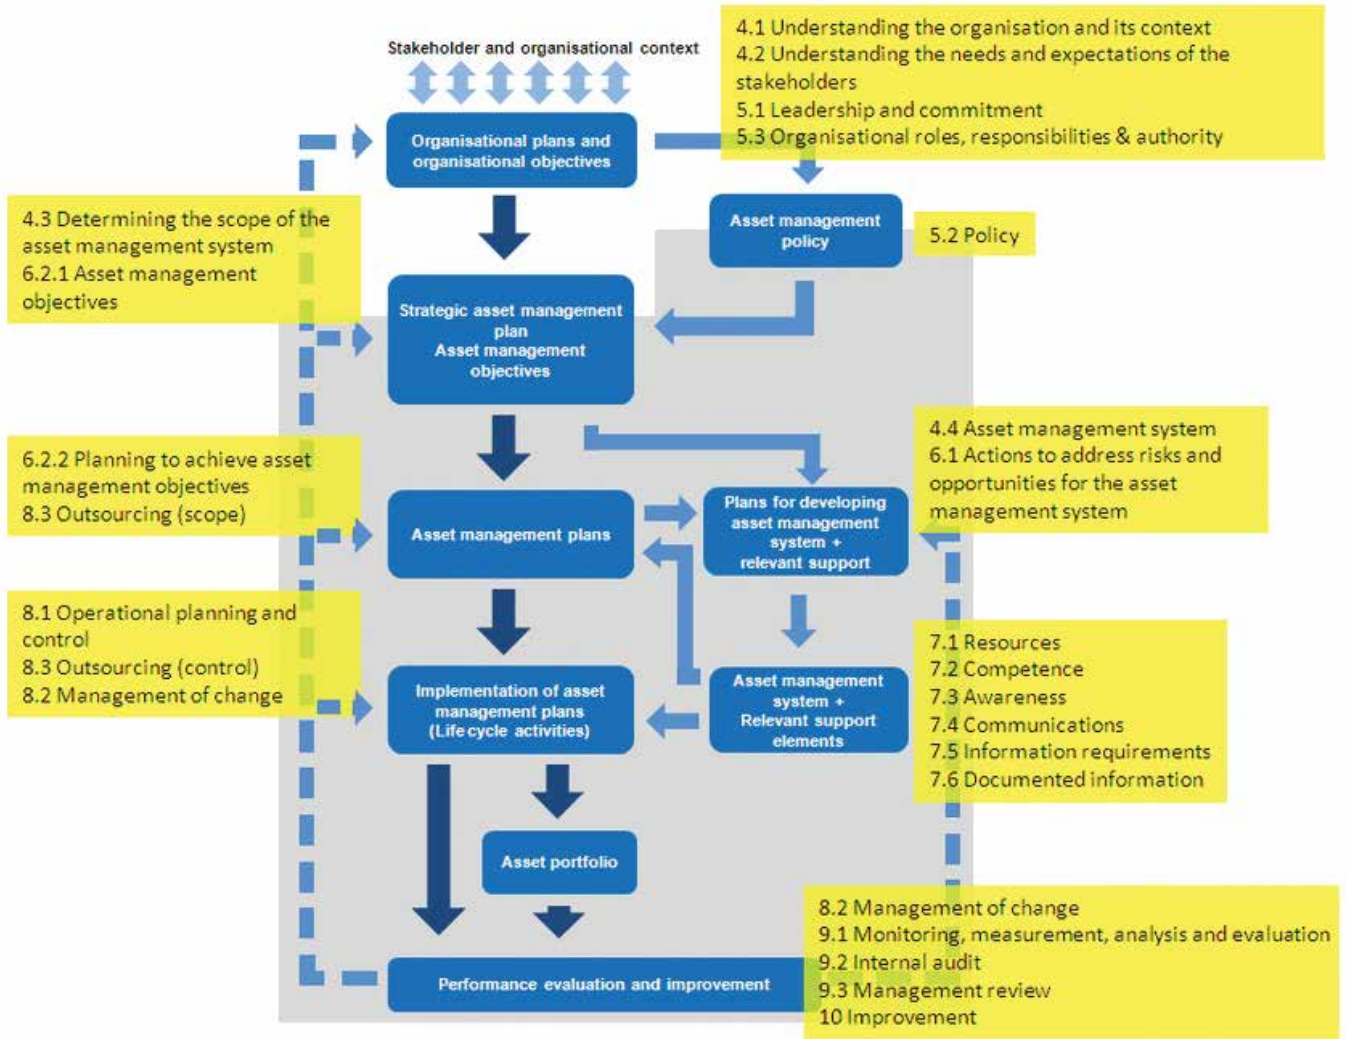 Stakeholder and organisational context
4.1 Understanding the organisation and its context
4.2 Understanding the needs and expectations of the
stakeholders
5.1 Leadership and commitment
5.3 Organisational roles, responsibilities & authority
Organisational plans and
organisational objectives
4.3 Determining the scope of the
asset management system
6.2.1 Asset management
objectives
Asset management
policy
5.2 Policy
Strategic asset management
plan
Asset management
objectives
6.2.2 Planning to achieve asset
management objectives
8.3 Outsourcing (scope)
4.4 Asset management system
6.1 Actions to address risks and
opportunities for the asset
management system
Asset management plans
Plans for developing
asset management
system +
relevant support
8.1 Operational planning and
control
8.3 Outsourcing (control)
8.2 Management of change
Implementation of asset
management plans
(Life cycle activities)
Asset management
system +
Relevant support
elements
7.1 Resources
7.2 Competence
7.3 Awareness
7.4 Communications
7.5 Information requirements
7.6 Documented information
Asset portfolio
Performance evaluation and improvement
8.2 Management of change
9.1 Monitoring, measurement, analysis and evaluation
9.2 Internal audit
9.3 Management review
10 Improvement